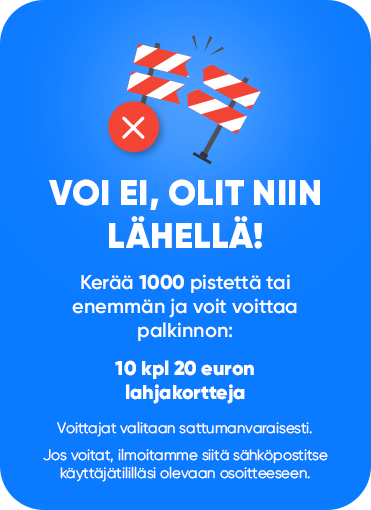 VOI EI, OLIT NIIN
LÄHELLÄ!
Kerää 1000 pistettä tai
enemmän ja voit voittaa
palkinnon:
10 kpl 20 euron
lahjakortteja
Voittajat valitaan sattumanvaraisesti.
Jos voitat, ilmoitamme siitä sähköpostitse
käyttäjätililläsi olevaan osoitteeseen.